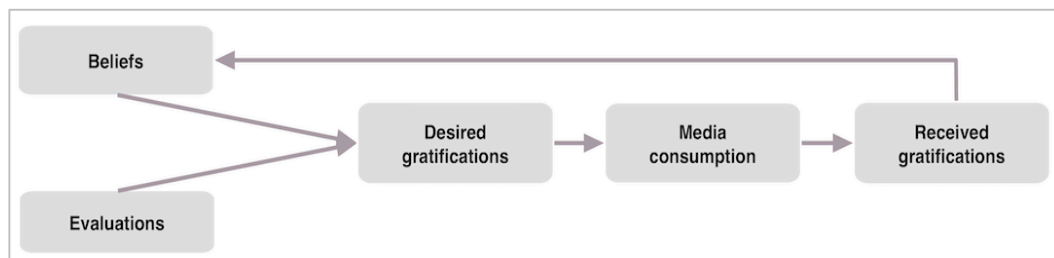 Beliefs
Desired
gratifications
Media
consumption
Received
gratifications
Evaluations